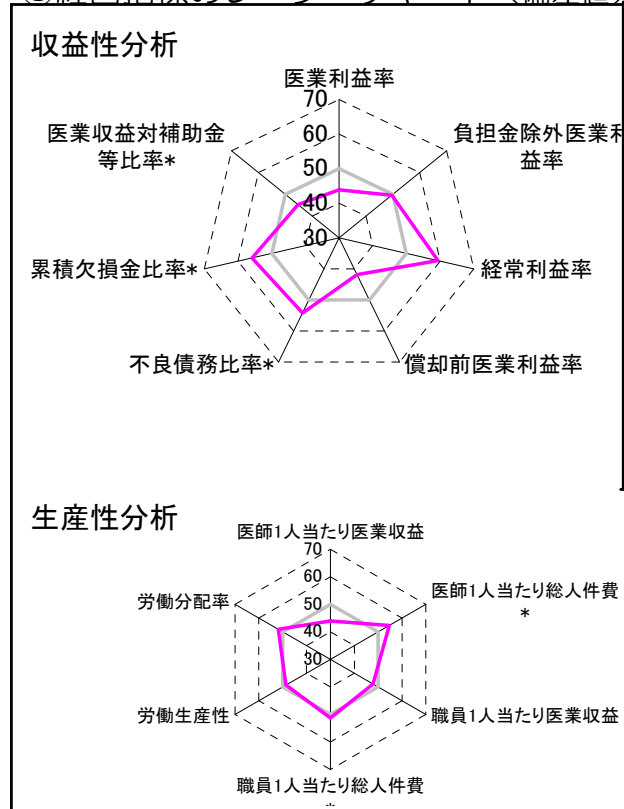 収益性分析
医業利益率
70
60
50
40
30
医業収益対補助金
等比率*
負担金除外医業利
益率
累積欠損金比率*
経常利益率
不良債務比率*
償却前医業利益率
生産性分析
医師1人当たり医業収益
70
60
50
40
30
労働分配率
医師1人当たり総人件費
*
労働生産性
職員1人当たり医業収益
職員1人当たり総人件費
*